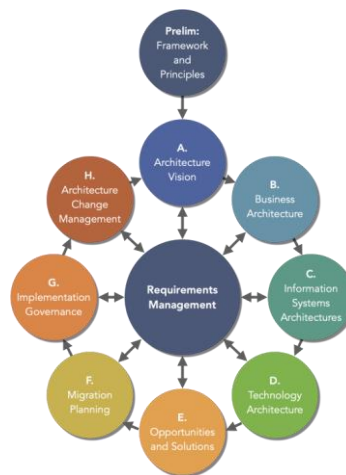 Prelim:
Framework
and
Principles
A.
Architecture
Vision
H.
Architecture
Change
Management
B.
Business
Architecture
G.
Implementation
Governance
Requirements
Management
C.
Information
Systems
Architectures
F.
Migration
Planning
D.
Technology
Architecture
E.
Opportunities
and Solutions